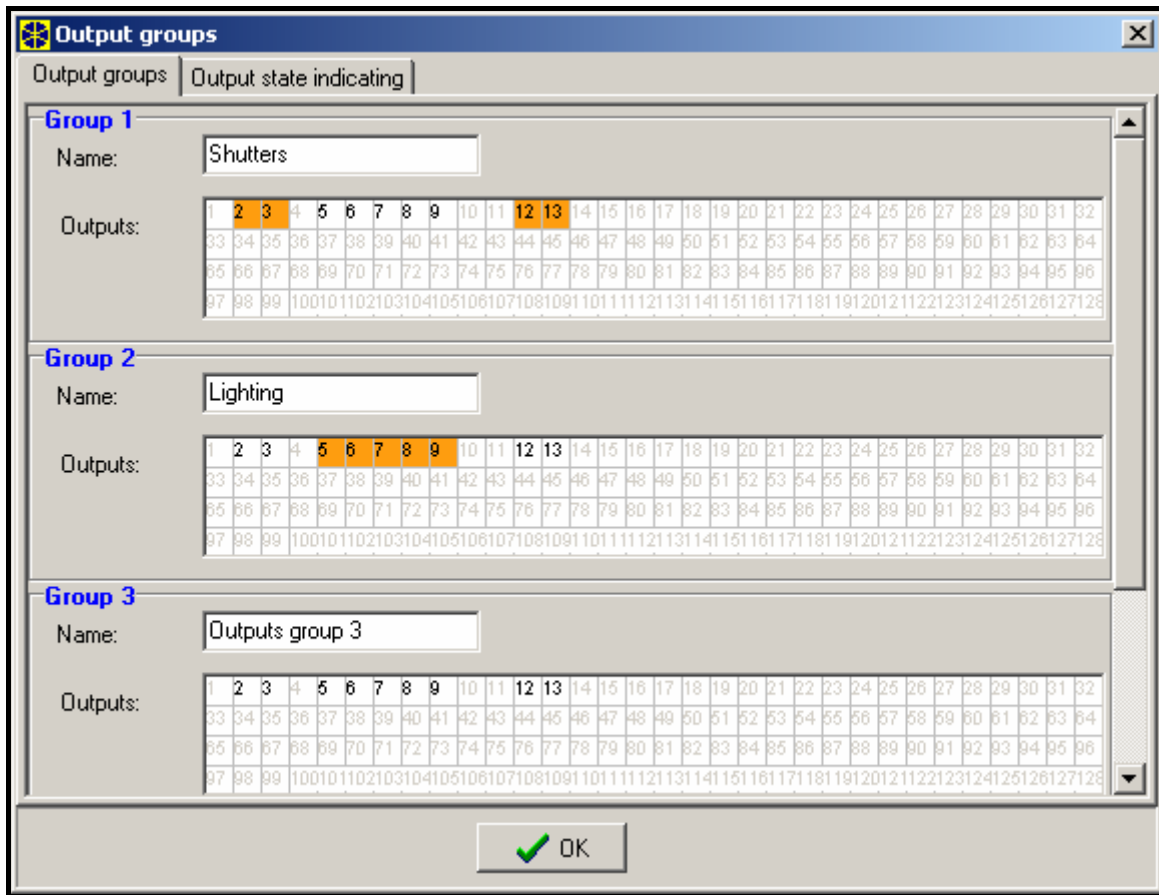 Output groups
Output groups Output state indicating
Group 1
Name: Shutters
Outputs: 1 2 3 4 5 6 7 8 9 10 11 12 13 14 15 16 17 18 19 20 21 22 23 24 25 26 27 28 29 30 31 32
33 34 35 36 37 38 39 40 41 42 43 44 45 46 47 48 49 50 51 52 53 54 55 56 57 58 59 60 61 62 63 64
65 66 67 68 69 70 71 72 73 74 75 76 77 78 79 80 81 82 83 84 85 86 87 88 89 90 91 92 93 94 95 96
97 98 99 100 101 102 103 104 105 106 107 108 109 110 111 112 113 114 115 116 117 118 119 120 121 122 123 124 125 126 127 128
Group 2
Name: Lighting
Outputs: 1 2 3 4 5 6 7 8 9 10 11 12 13 14 15 16 17 18 19 20 21 22 23 24 25 26 27 28 29 30 31 32
33 34 35 36 37 38 39 40 41 42 43 44 45 46 47 48 49 50 51 52 53 54 55 56 57 58 59 60 61 62 63 64
65 66 67 68 69 70 71 72 73 74 75 76 77 78 79 80 81 82 83 84 85 86 87 88 89 90 91 92 93 94 95 96
97 98 99 100 101 102 103 104 105 106 107 108 109 110 111 112 113 114 115 116 117 118 119 120 121 122 123 124 125 126 127 128
Group 3
Name: Outputs group 3
Outputs: 1 2 3 4 5 6 7 8 9 10 11 12 13 14 15 16 17 18 19 20 21 22 23 24 25 26 27 28 29 30 31 32
33 34 35 36 37 38 39 40 41 42 43 44 45 46 47 48 49 50 51 52 53 54 55 56 57 58 59 60 61 62 63 64
65 66 67 68 69 70 71 72 73 74 75 76 77 78 79 80 81 82 83 84 85 86 87 88 89 90 91 92 93 94 95 96
97 98 99 100 101 102 103 104 105 106 107 108 109 110 111 112 113 114 115 116 117 118 119 120 121 122 123 124 125 126 127 128
OK